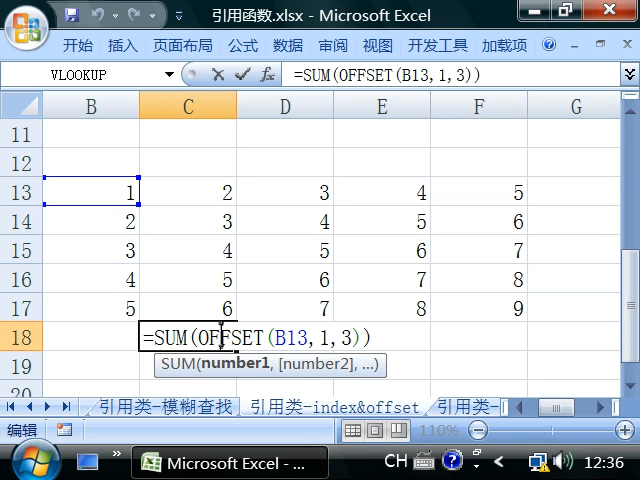 引用函数.xlsx - Microsoft Excel
开始 插入 页面布局 公式 数据 审阅 视图 开发工具 加载项
VLOOKUP fx =SUM(OFFSET(B13,1,3))
B C D E F G
11
12
13 1 2 3 4 5
14 2 3 4 5 6
15 3 4 5 6 7
16 4 5 6 7 8
17 5 6 7 8 9
18 =SUM(OFFSET(B13,1,3))
19 SUM(number1, [number2], ...)
20
引用类-模糊查找 引用类-index&offset 引用类-
编辑 110%
Microsoft Excel - ... CH 12:36